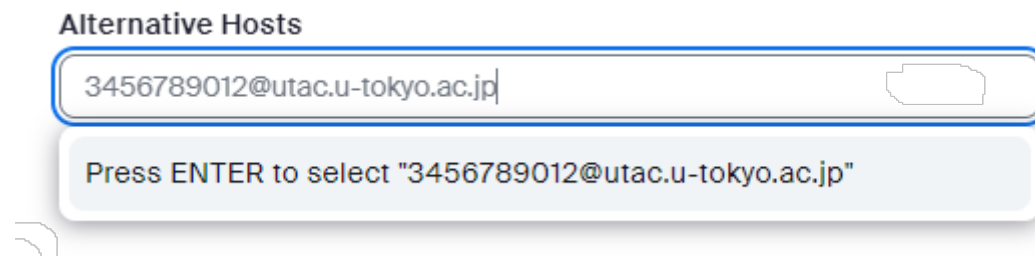 Alternative Hosts
3456789012@utac.u-tokyo.ac.jp
Press ENTER to select "3456789012@utac.u-tokyo.ac.jp"